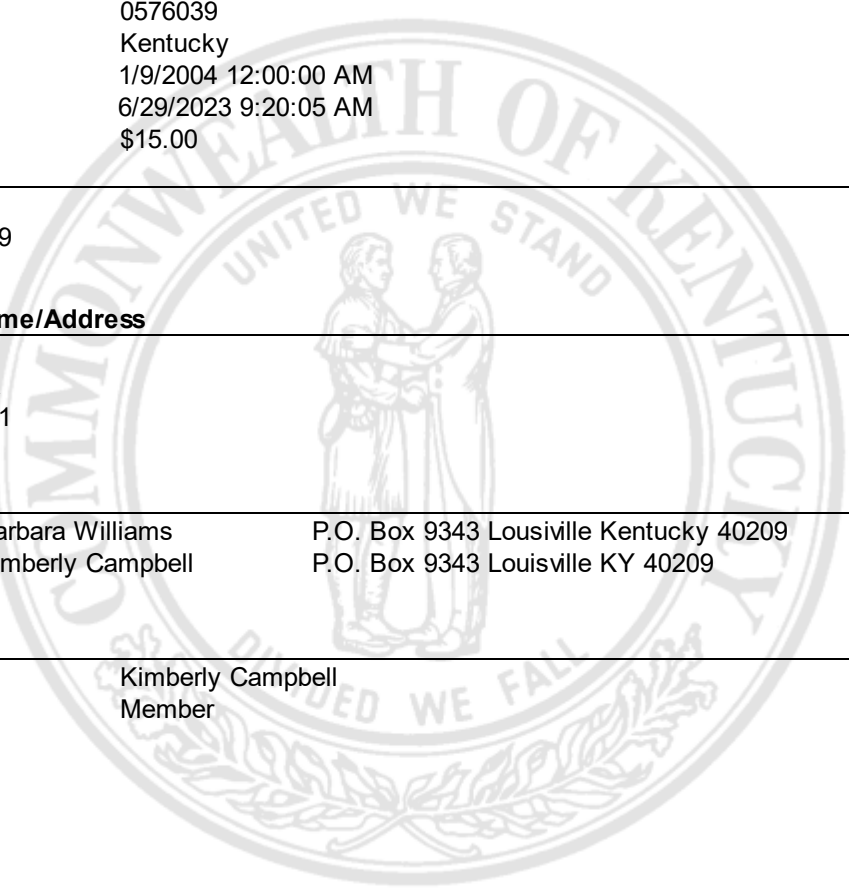 0576039
Kentucky
1/9/2004 12:00:00 AM
6/29/2023 9:20:05 AM
$15.00
9
me/Address
1
arbara Williams P.O. Box 9343 Lousiville Kentucky 40209
mberly Campbell P.O. Box 9343 Louisville KY 40209
Kimberly Campbell
Member
COMMONWEALTH OF KENTUCKY
UNITED WE STAND
DIVIDED WE FALL